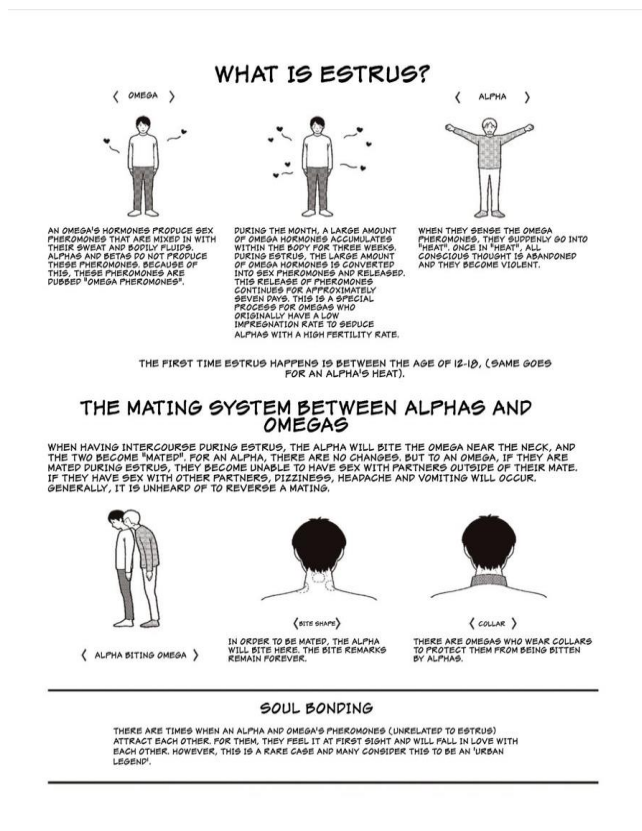 WHAT IS ESTRUS?
〈 OMEGA 〉
〈 ALPHA 〉
AN OMEGA'S HORMONES PRODUCE SEX
PHEROMONES THAT ARE MIXED IN WITH
THEIR SWEAT AND BODILY FLUIDS.
ALPHAS AND BETAS DO NOT PRODUCE
THESE PHEROMONES. BECAUSE OF
THIS, THESE PHEROMONES ARE
DUBBED "OMEGA PHEROMONES".
DURING THE MONTH, A LARGE AMOUNT
OF OMEGA HORMONES ACCUMULATES
WITHIN THE BODY FOR THREE WEEKS.
DURING ESTRUS, THE LARGE AMOUNT
OF OMEGA HORMONES IS CONVERTED
INTO SEX PHEROMONES AND RELEASED.
THIS RELEASE OF PHEROMONES
CONTINUES FOR APPROXIMATELY
SEVEN DAYS. THIS IS A SPECIAL
PROCESS FOR OMEGAS WHO
ORIGINALLY HAVE A LOW
IMPREGNATION RATE TO SEDUCE
ALPHAS WITH A HIGH FERTILITY RATE.
WHEN THEY SENSE THE OMEGA
PHEROMONES, THEY SUDDENLY GO INTO
"HEAT". ONCE IN "HEAT", ALL
CONSCIOUS THOUGHT IS ABANDONED
AND THEY BECOME VIOLENT.
THE FIRST TIME ESTRUS HAPPENS IS BETWEEN THE AGE OF 12-18, (SAME GOES
FOR AN ALPHA'S HEAT).
THE MATING SYSTEM BETWEEN ALPHAS AND
OMEGAS
WHEN HAVING INTERCOURSE DURING ESTRUS, THE ALPHA WILL BITE THE OMEGA NEAR THE NECK, AND
THE TWO BECOME "MATED". FOR AN ALPHA, THERE ARE NO CHANGES. BUT TO AN OMEGA, IF THEY ARE
MATED DURING ESTRUS, THEY BECOME UNABLE TO HAVE SEX WITH PARTNERS OUTSIDE OF THEIR MATE.
IF THEY HAVE SEX WITH OTHER PARTNERS, DIZZINESS, HEADACHE AND VOMITING WILL OCCUR.
GENERALLY, IT IS UNHEARD OF TO REVERSE A MATING.
〈 ALPHA BITING OMEGA 〉
〈BITE SHAPE〉
IN ORDER TO BE MATED, THE ALPHA
WILL BITE HERE. THE BITE REMARKS
REMAIN FOREVER.
〈 COLLAR 〉
THERE ARE OMEGAS WHO WEAR COLLARS
TO PROTECT THEM FROM BEING BITTEN
BY ALPHAS.
SOUL BONDING
THERE ARE TIMES WHEN AN ALPHA AND OMEGA'S PHEROMONES (UNRELATED TO ESTRUS)
ATTRACT EACH OTHER. FOR THEM, THEY FEEL IT AT FIRST SIGHT AND WILL FALL IN LOVE WITH
EACH OTHER. HOWEVER, THIS IS A RARE CASE AND MANY CONSIDER THIS TO BE AN 'URBAN
LEGEND'.